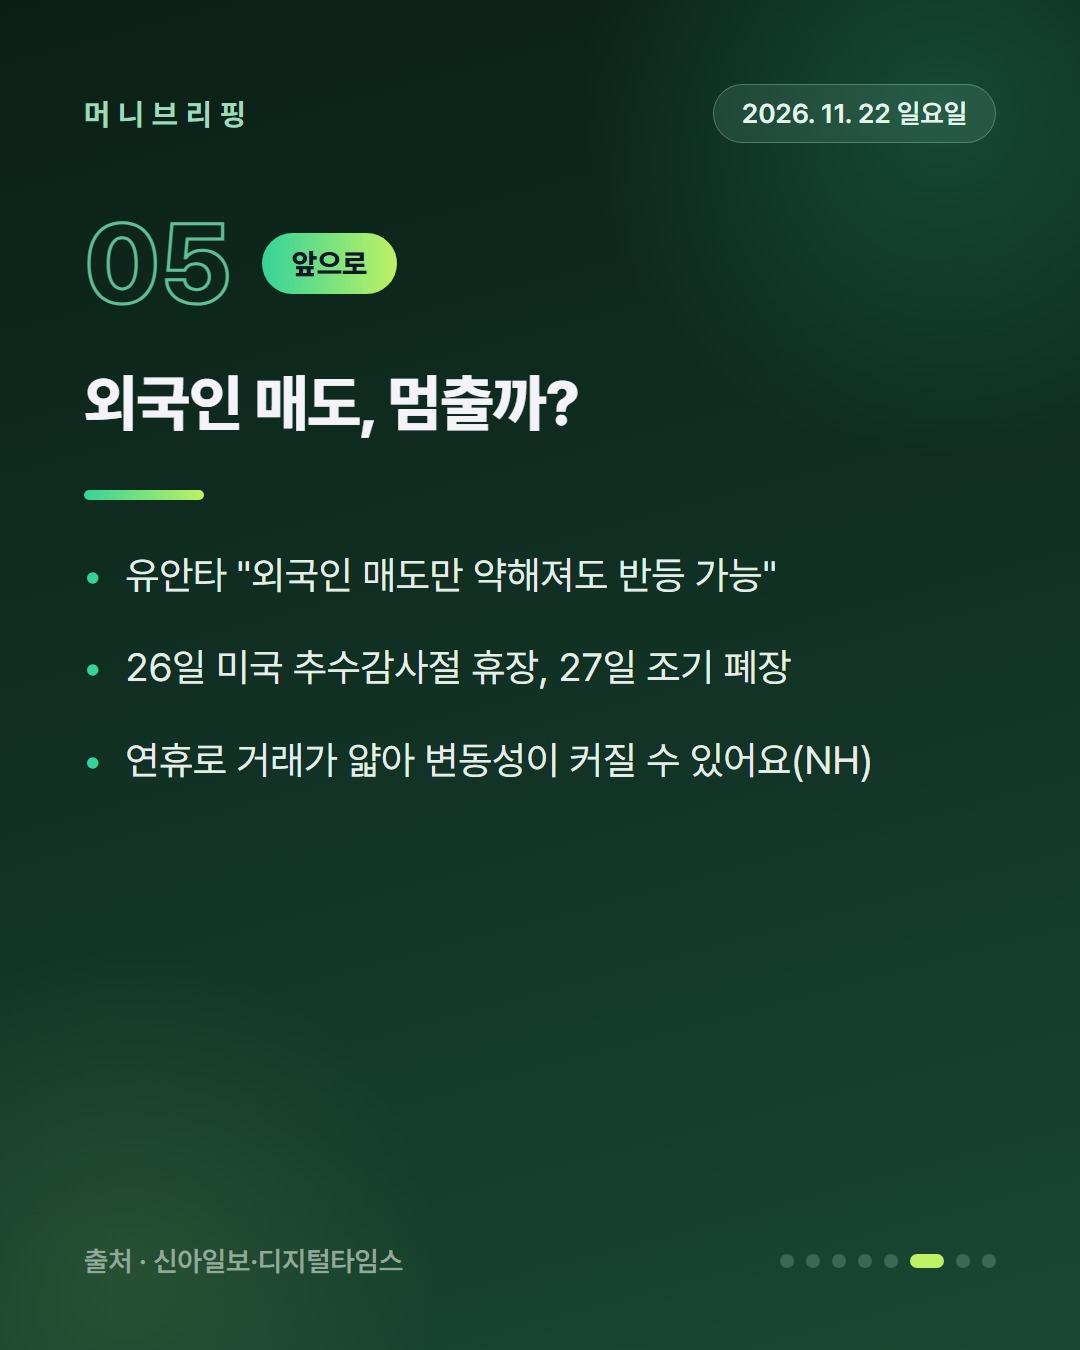 머니브리핑
2026. 11. 22 일요일
05
앞으로
외국인 매도, 멈출까?
• 유안타 "외국인 매도만 약해져도 반등 가능"
• 26일 미국 추수감사절 휴장, 27일 조기 폐장
• 연휴로 거래가 얇아 변동성이 커질 수 있어요(NH)
출처 · 신아일보·디지털타임스